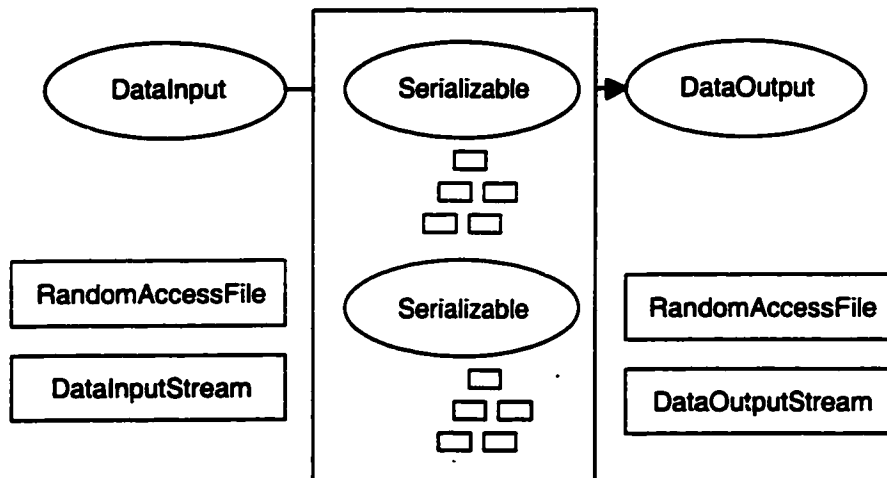 DataInput
Serializable
DataOutput
RandomAccessFile
Serializable
RandomAccessFile
DataInputStream
DataOutputStream